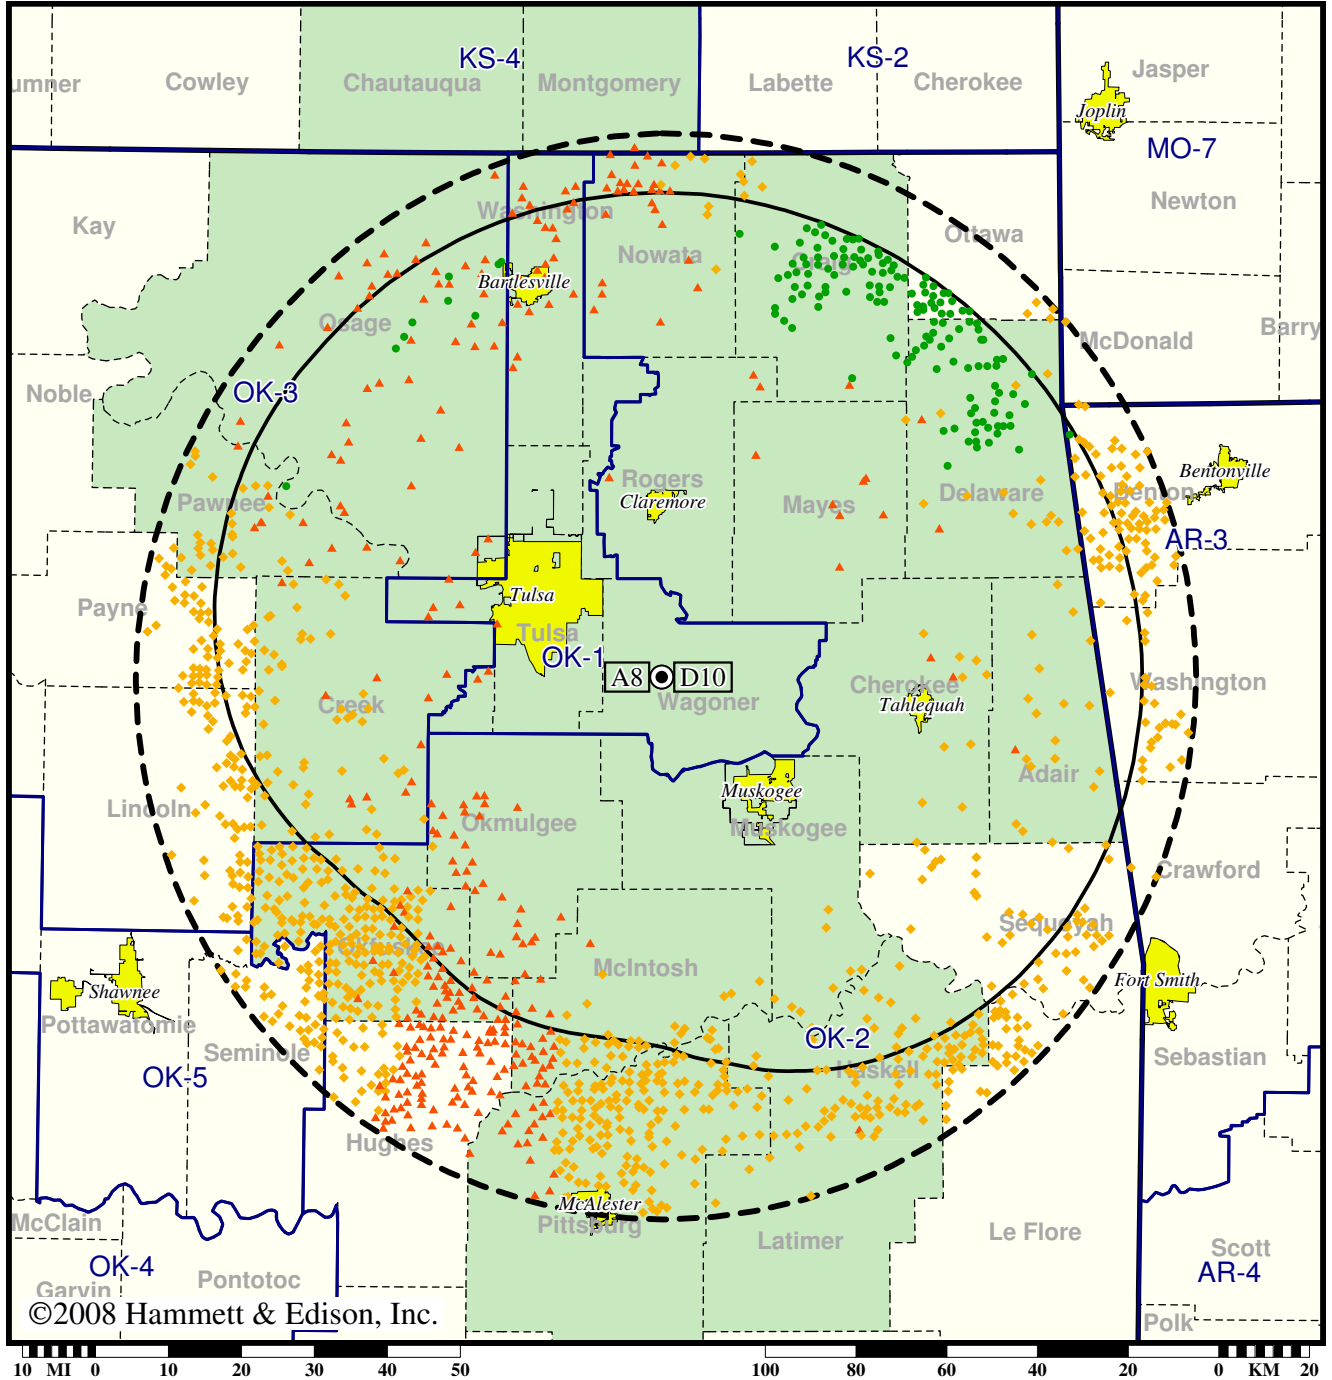 KS-4
KS-2
umner
Cowley
Chautauqua
Montgomery
Labette
Cherokee
Jasper
Joplin
MO-7
Newton
Kay
Washington
Nowata
Craig
Ottawa
Bartlesville
Osage
McDonald
Barry
Noble
OK-3
Pawnee
Rogers
Claremore
Mayes
Delaware
Benton
Bentonville
AR-3
Payne
Tulsa
Tulsa
OK-1
A8
D10
Wagoner
Creek
Cherokee
Tahlequah
Washington
Adair
Lincoln
Okmulgee
Muskogee
Muskogee
Crawford
Okfuskee
McIntosh
Sequoyah
Shawnee
Fort Smith
Pottawatomie
Seminole
OK-5
OK-2
Haskell
Sebastian
Hughes
McAlester
Pittsburg
McClain
OK-4
Garvin
Pontotoc
Latimer
Le Flore
Scott
AR-4
Polk
©2008 Hammett & Edison, Inc.
10 MI 0 10 20 30 40 50
100 80 60 40 20 0 KM 20